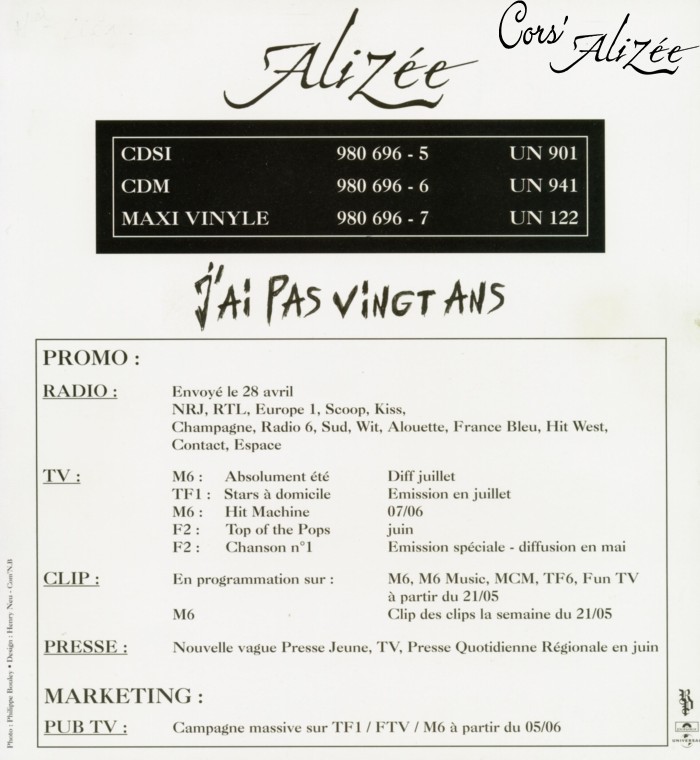 Alizée
Cors' Alizée
CDSI 980 696 - 5 UN 901
CDM 980 696 - 6 UN 941
MAXI VINYLE 980 696 - 7 UN 122
J'Ai PAS ViNGT ANS
PROMO :
RADIO : Envoyé le 28 avril
NRJ, RTL, Europe 1, Scoop, Kiss,
Champagne, Radio 6, Sud, Wit, Alouette, France Bleu, Hit West,
Contact, Espace
TV : M6 : Absolument été Diff juillet
TF1 : Stars à domicile Emission en juillet
M6 : Hit Machine 07/06
F2 : Top of the Pops juin
F2 : Chanson n°1 Emission spéciale - diffusion en mai
CLIP : En programmation sur : M6, M6 Music, MCM, TF6, Fun TV
à partir du 21/05
M6 Clip des clips la semaine du 21/05
PRESSE : Nouvelle vague Presse Jeune, TV, Presse Quotidienne Régionale en juin
MARKETING :
PUB TV : Campagne massive sur TF1 / FTV / M6 à partir du 05/06
Photo : Philippe Bouley • Design : Henry Neu - Com'N.B
UNIVERSAL